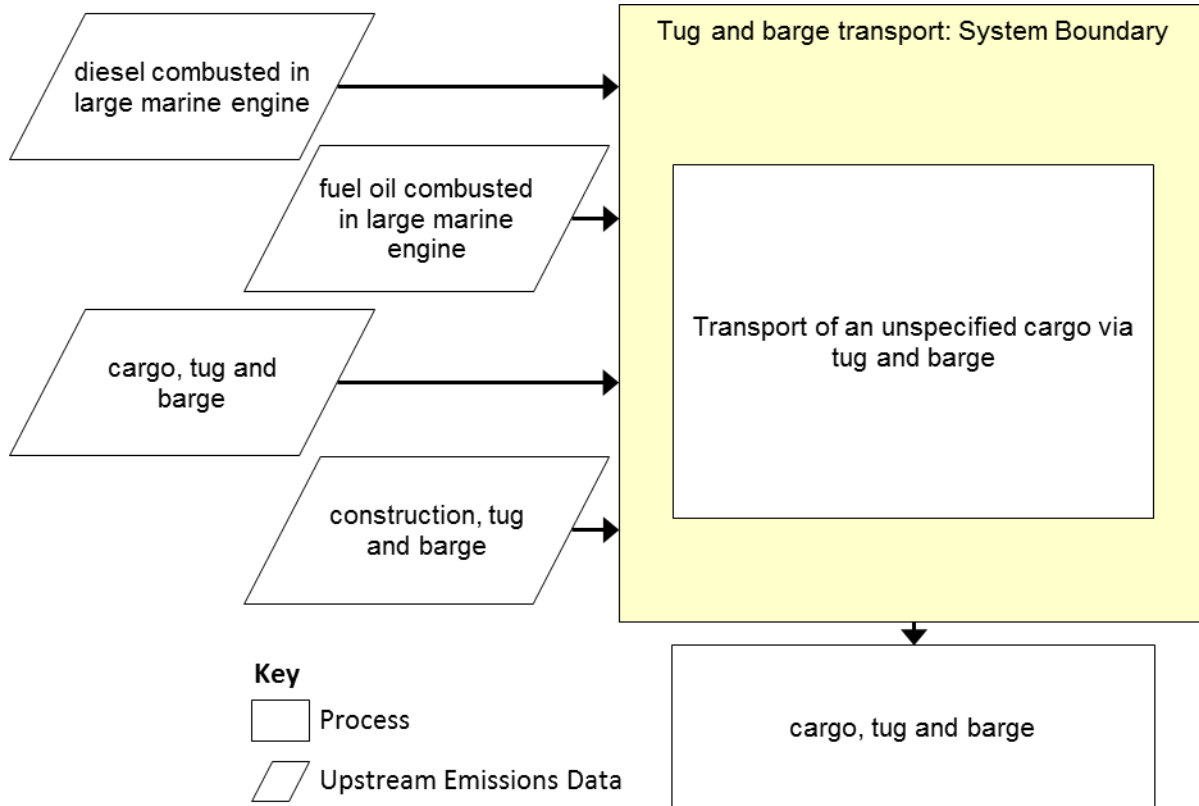 Tug and barge transport: System Boundary
diesel combusted in
large marine engine
fuel oil combusted
in large marine
engine
cargo, tug and
barge
construction, tug
and barge
Transport of an unspecified cargo via
tug and barge
cargo, tug and barge
Key
Process
Upstream Emissions Data